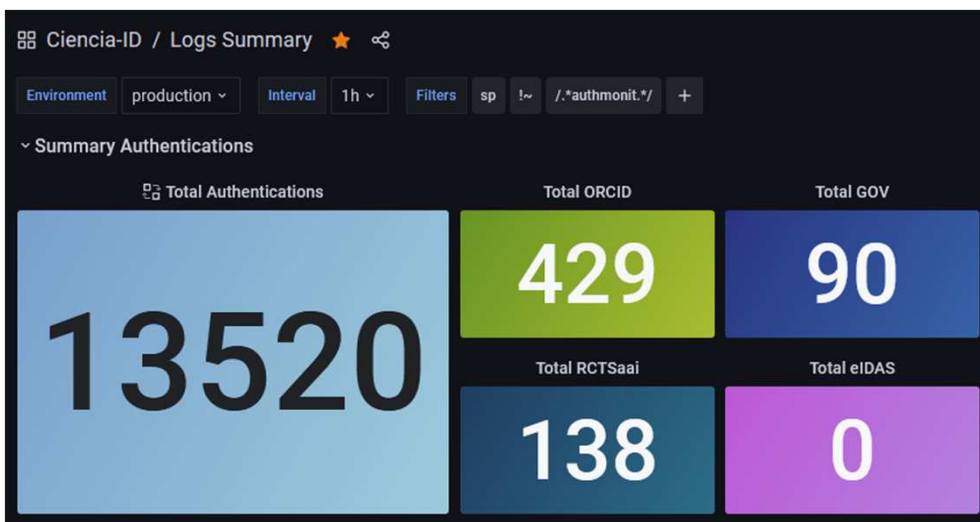 Ciencia-ID / Logs Summary
Environment production Interval 1h Filters sp !~ /.*authmonit.*/ +
Summary Authentications
Total Authentications Total ORCID Total GOV
13520 429 90
Total RCTSaai Total eIDAS
138 0